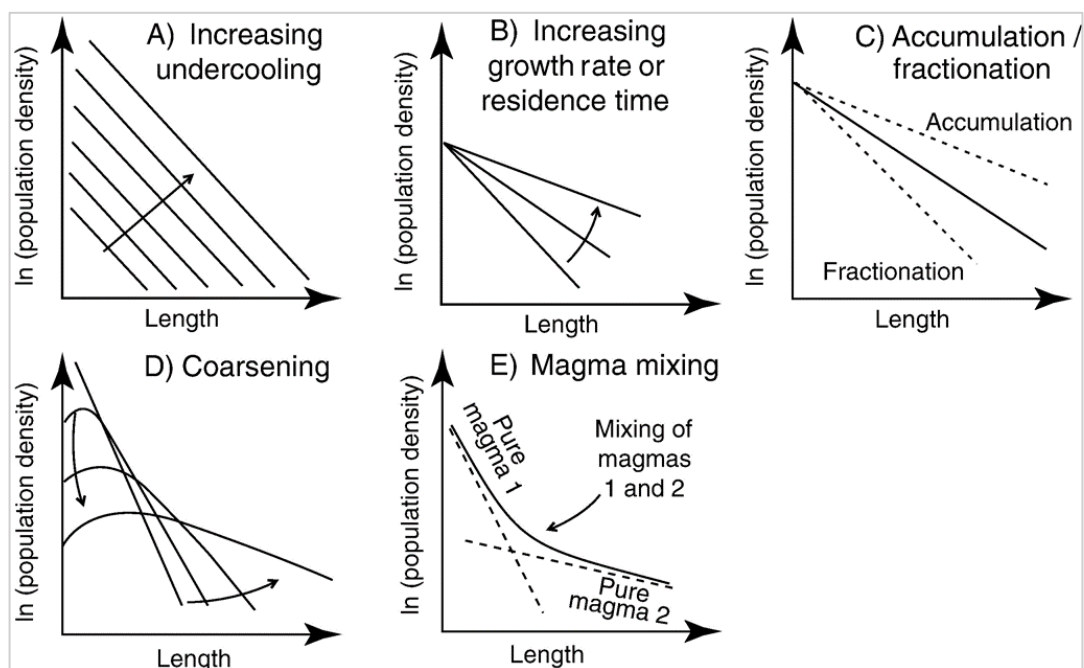 A) Increasing
undercooling
ln (population density)
Length
B) Increasing
growth rate or
residence time
ln (population density)
Length
C) Accumulation /
fractionation
ln (population density)
Accumulation
Fractionation
Length
D) Coarsening
ln (population density)
Length
E) Magma mixing
ln (population density)
Pure
magma 1
Mixing of
magmas
1 and 2
Pure
magma 2
Length